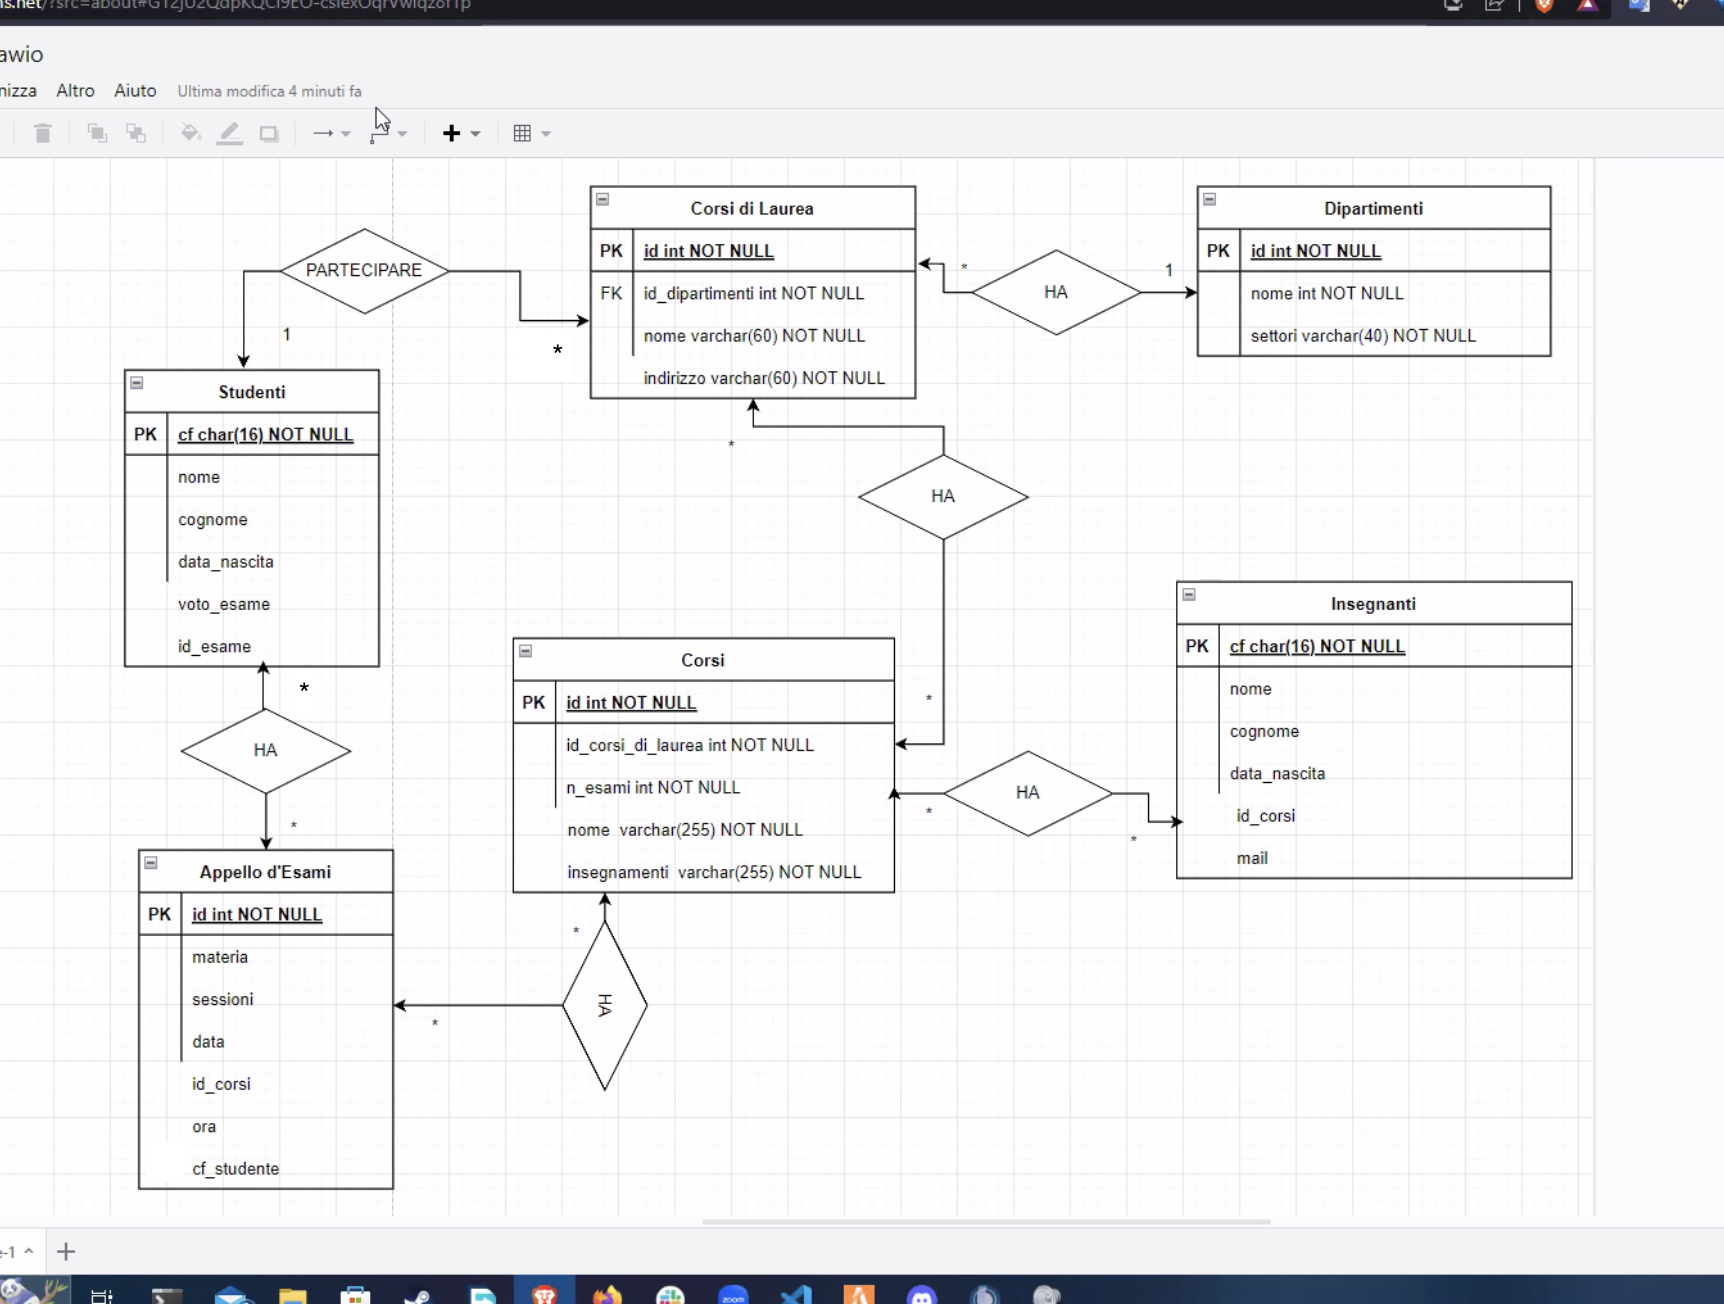 awio
nizza Altro Aiuto Ultima modifica 4 minuti fa
Corsi di Laurea
PK id int NOT NULL
FK id_dipartimenti int NOT NULL
nome varchar(60) NOT NULL
indirizzo varchar(60) NOT NULL
*
HA
1
Dipartimenti
PK id int NOT NULL
nome int NOT NULL
settori varchar(40) NOT NULL
PARTECIPARE
1
*
Studenti
PK cf char(16) NOT NULL
nome
cognome
data_nascita
voto_esame
id_esame
*
HA
*
*
HA
*
Appello d'Esami
PK id int NOT NULL
materia
sessioni
data
id_corsi
ora
cf_studente
Corsi
PK id int NOT NULL
id_corsi_di_laurea int NOT NULL
n_esami int NOT NULL
nome varchar(255) NOT NULL
insegnamenti varchar(255) NOT NULL
*
HA
*
Insegnanti
PK cf char(16) NOT NULL
nome
cognome
data_nascita
id_corsi
mail
*
HA
*
e-1
zoom